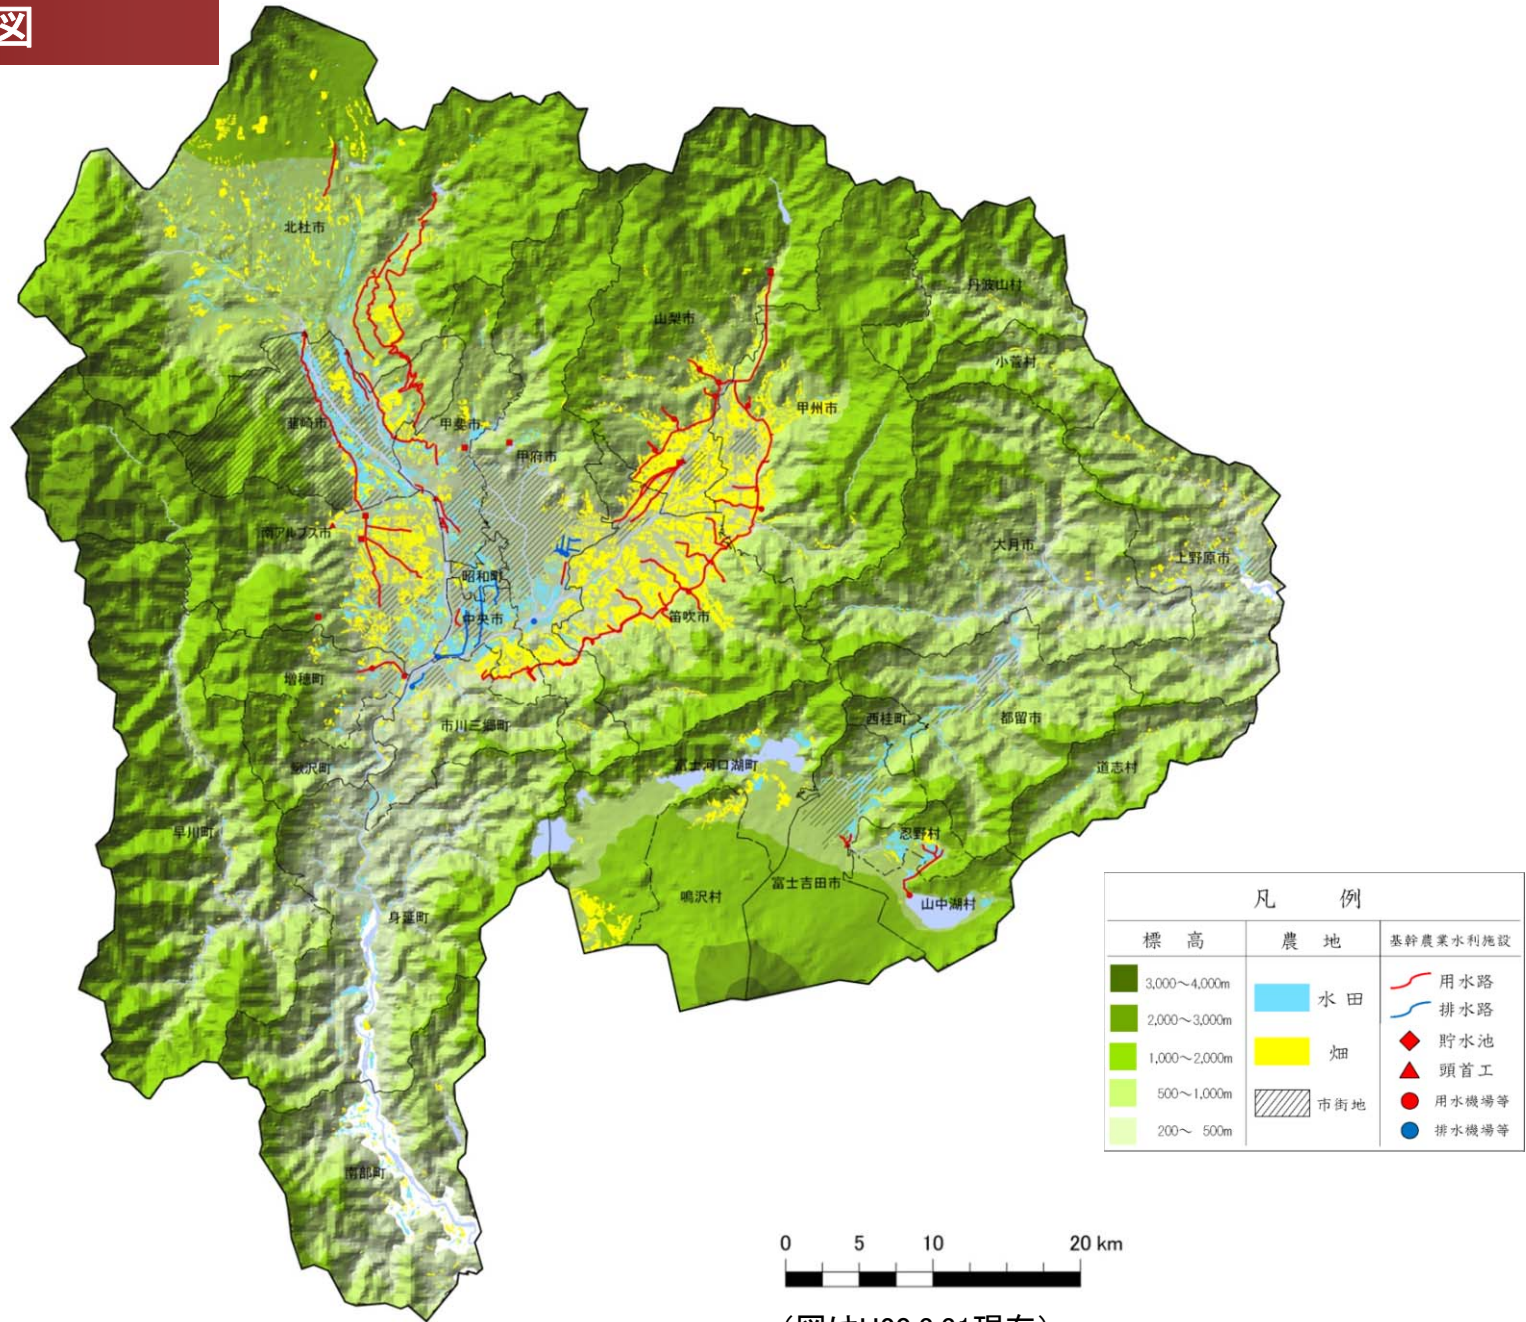 図
北杜市
丹波山村
山梨市
小菅村
甲州市
韮崎市
甲斐市
甲府市
南アルプス市
大月市
上野原市
昭和町
中央市
笛吹市
増穂町
市川三郷町
西桂町
都留市
鰍沢町
富士河口湖町
道志村
早川町
忍野村
鳴沢村
富士吉田市
山中湖村
身延町
南部町
凡 例
標 高
農 地
基幹農業水利施設
3,000～4,000m
2,000～3,000m
1,000～2,000m
500～1,000m
200～ 500m
水 田
畑
市街地
用水路
排水路
貯水池
頭首工
用水機場等
排水機場等
0 5 10 20 km